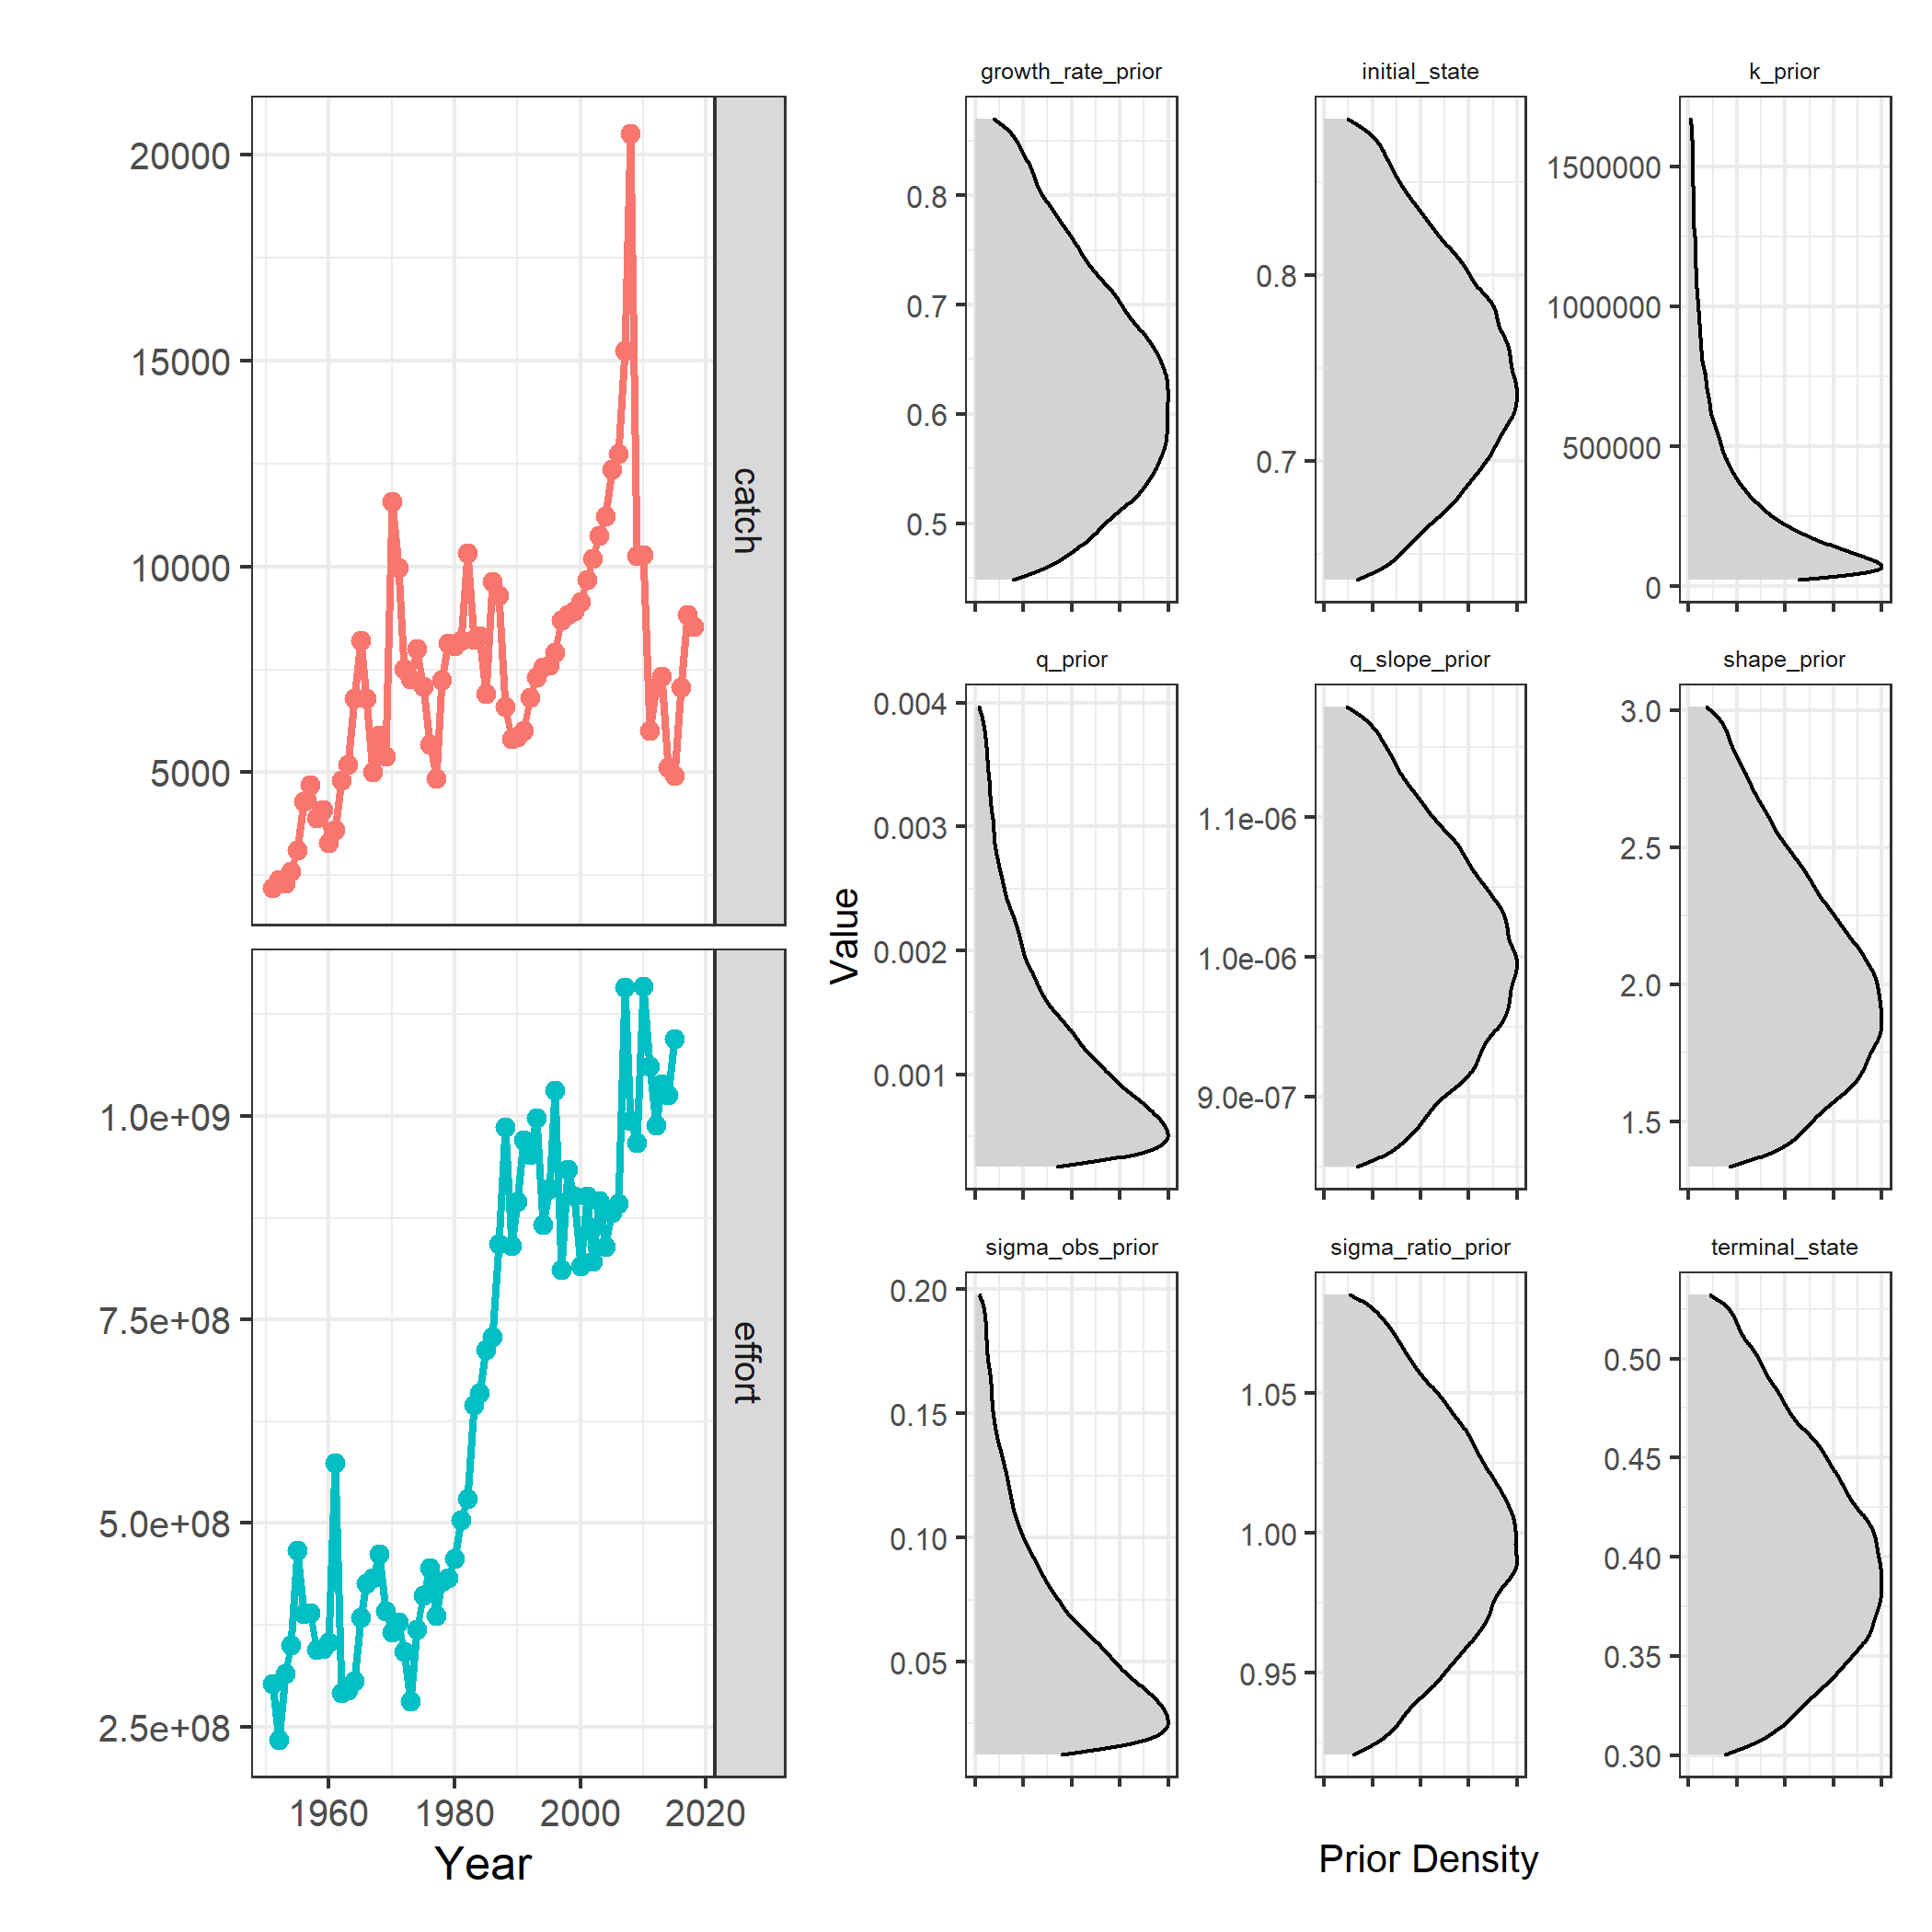 20000
15000
10000
5000
catch
1.0e+09
7.5e+08
5.0e+08
2.5e+08
effort
1960 1980 2000 2020
Year
Value
growth_rate_prior
0.8
0.7
0.6
0.5
initial_state
0.8
0.7
k_prior
1500000
1000000
500000
0
q_prior
0.004
0.003
0.002
0.001
q_slope_prior
1.1e-06
1.0e-06
9.0e-07
shape_prior
3.0
2.5
2.0
1.5
sigma_obs_prior
0.20
0.15
0.10
0.05
sigma_ratio_prior
1.05
1.00
0.95
terminal_state
0.50
0.45
0.40
0.35
0.30
Prior Density